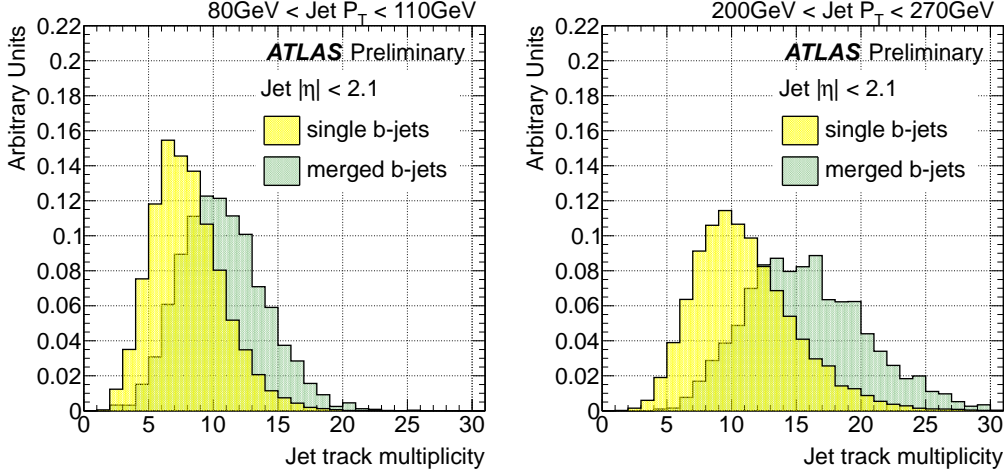 80GeV < Jet P_T < 110GeV
Arbitrary Units
0.22
0.2
0.18
0.16
0.14
0.12
0.1
0.08
0.06
0.04
0.02
0
ATLAS Preliminary
Jet |η| < 2.1
single b-jets
merged b-jets
0 5 10 15 20 25 30
Jet track multiplicity
200GeV < Jet P_T < 270GeV
Arbitrary Units
0.22
0.2
0.18
0.16
0.14
0.12
0.1
0.08
0.06
0.04
0.02
0
ATLAS Preliminary
Jet |η| < 2.1
single b-jets
merged b-jets
0 5 10 15 20 25 30
Jet track multiplicity